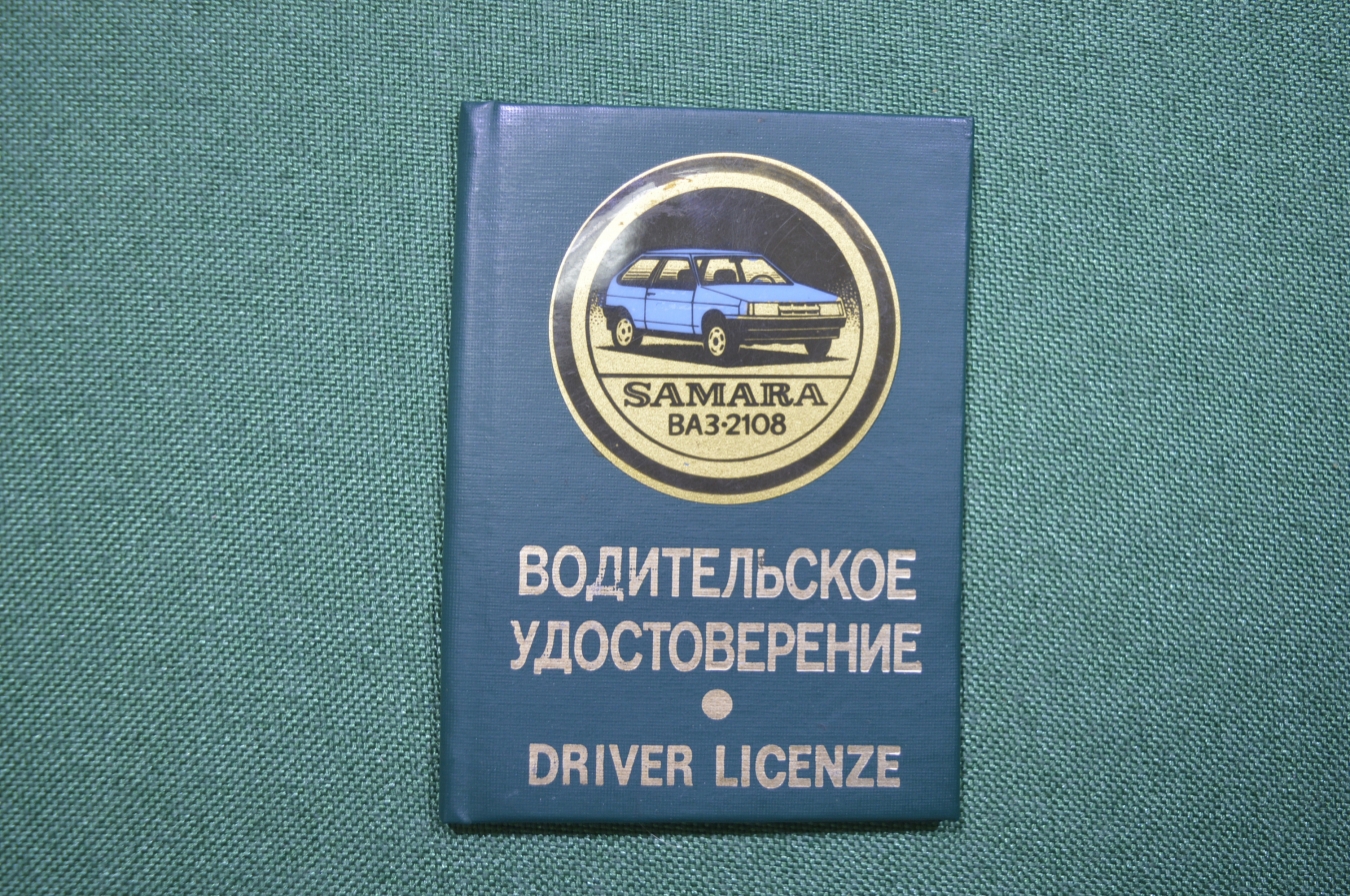 SAMARA
ВАЗ·2108
ВОДИТЕЛЬСКОЕ
УДОСТОВЕРЕНИЕ
DRIVER LICENZE